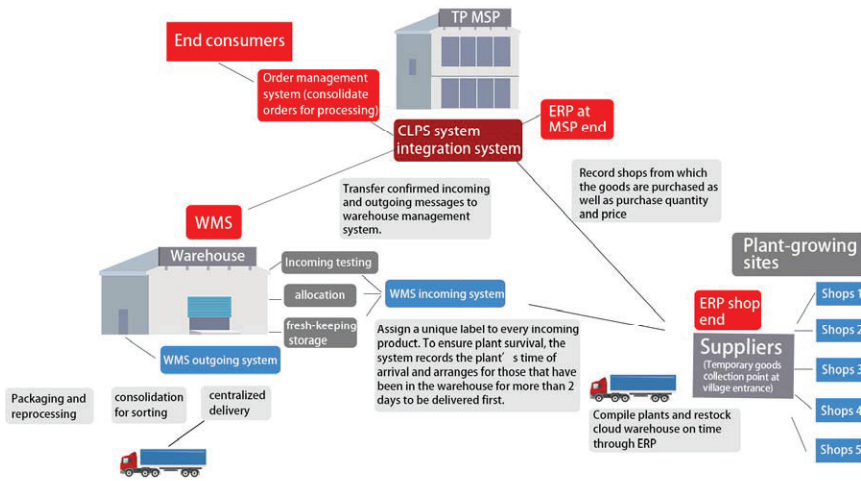 TP MSP
End consumers
Order management
system (consolidate
orders for processing)
ERP at
MSP end
CLPS system
integration system
Record shops from which
the goods are purchased as
well as purchase quantity
and price
Transfer confirmed incoming
and outgoing messages to
warehouse management
system.
WMS
Plant-growing
sites
Warehouse
Incoming testing
allocation
fresh-keeping
storage
WMS incoming system
ERP shop
end
Suppliers
(Temporary goods
collection point at
village entrance)
Shops 1
Shops 2
Shops 3
Shops 4
Shops 5
WMS outgoing system
Assign a unique label to every incoming
product. To ensure plant survival, the
system records the plant’s time of
arrival and arranges for those that have
been in the warehouse for more than 2
days to be delivered first.
Packaging and
reprocessing
consolidation
for sorting
centralized
delivery
Compile plants and restock
cloud warehouse on time
through ERP